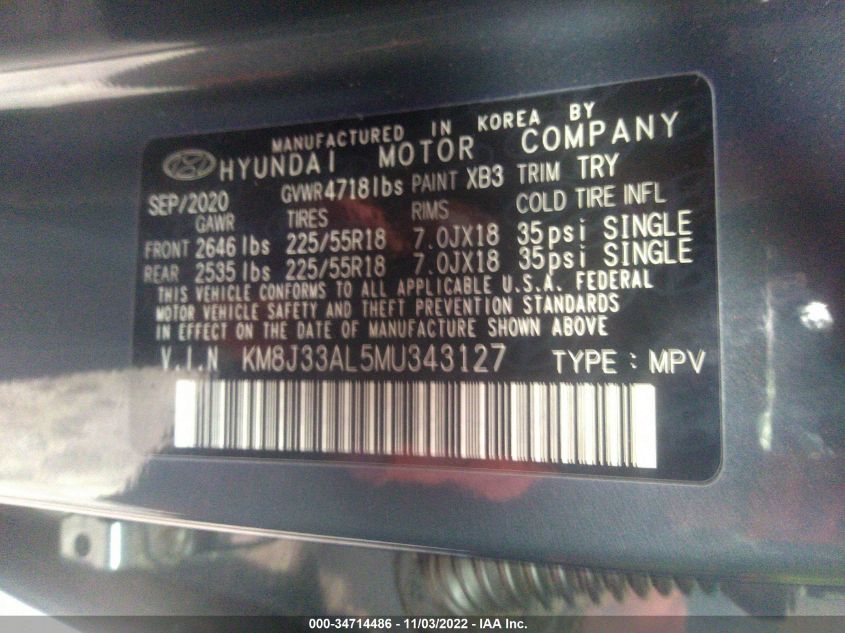 MANUFACTURED IN KOREA BY
HYUNDAI MOTOR COMPANY
SEP/2020 GVWR4718lbs PAINT XB3 TRIM TRY
GAWR TIRES RIMS COLD TIRE INFL
FRONT 2646 lbs 225/55R18 7.0JX18 35psi SINGLE
REAR 2535 lbs 225/55R18 7.0JX18 35psi SINGLE
THIS VEHICLE CONFORMS TO ALL APPLICABLE U.S.A. FEDERAL
MOTOR VEHICLE SAFETY AND THEFT PREVENTION STANDARDS
IN EFFECT ON THE DATE OF MANUFACTURE SHOWN ABOVE
V.I.N KM8J33AL5MU343127 TYPE : MPV
000-34714486 - 11/03/2022 - IAA Inc.